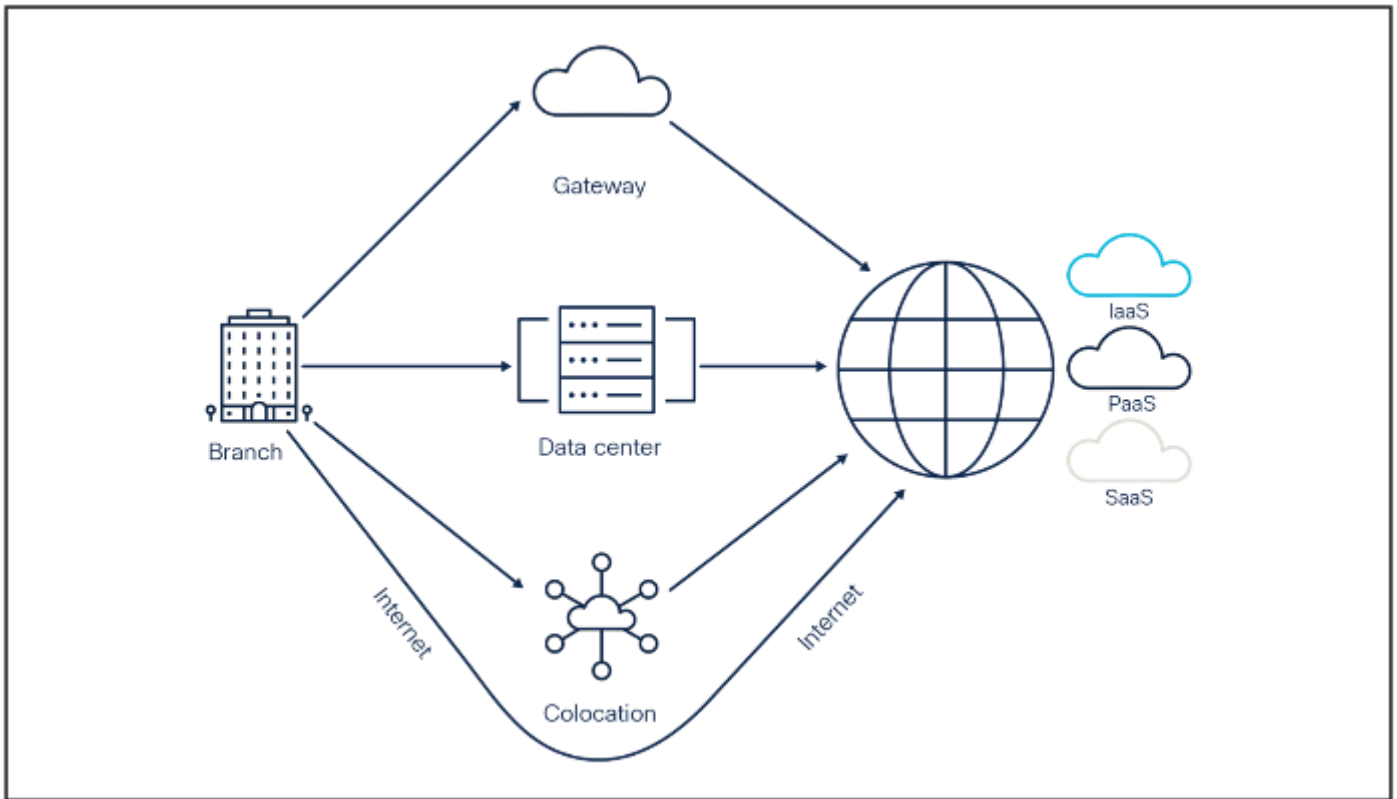 Gateway
IaaS
PaaS
Branch
Data center
SaaS
Internet
Internet
Colocation